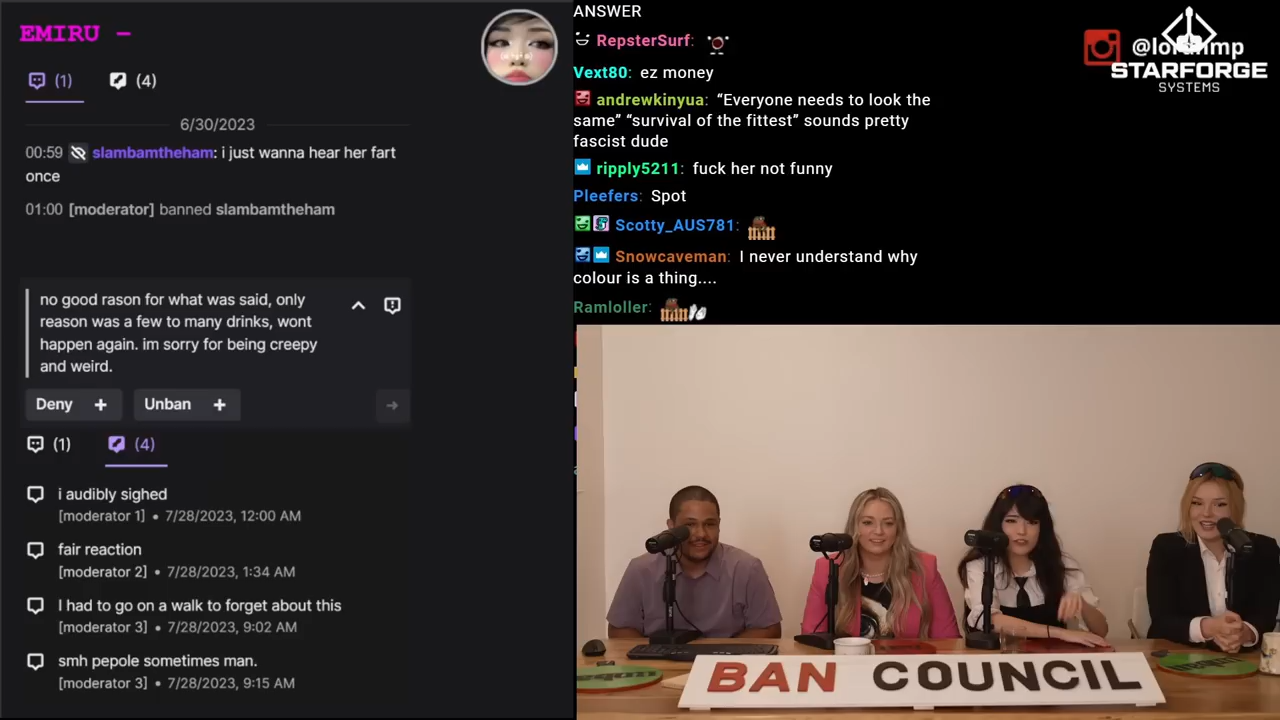 EMIRU -
(1)
(4)
6/30/2023
00:59 slambamtheham: i just wanna hear her fart
once
01:00 [moderator] banned slambamtheham
no good rason for what was said, only
reason was a few to many drinks, wont
happen again. im sorry for being creepy
and weird.
Deny +
Unban +
(1)
(4)
i audibly sighed
[moderator 1] • 7/28/2023, 12:00 AM
fair reaction
[moderator 2] • 7/28/2023, 1:34 AM
I had to go on a walk to forget about this
[moderator 3] • 7/28/2023, 9:02 AM
smh pepole sometimes man.
[moderator 3] • 7/28/2023, 9:15 AM
ANSWER
RepsterSurf:
Vext80: ez money
andrewkinyua: “Everyone needs to look the
same” “survival of the fittest” sounds pretty
fascist dude
ripply5211: fuck her not funny
Pleefers: Spot
Scotty_AUS781:
Snowcaveman: I never understand why
colour is a thing....
Ramloller:
STARFORGE
SYSTEMS
BAN COUNCIL